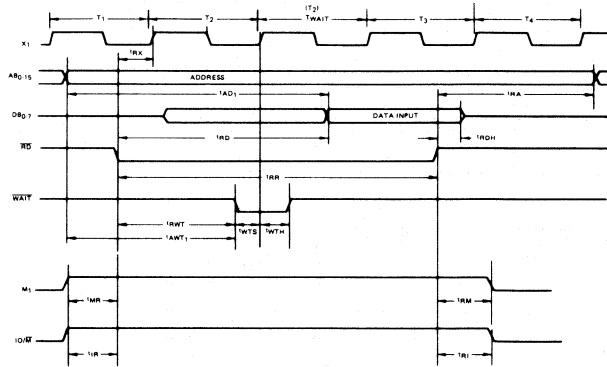 (T2)
T1 T2 TWAIT T3 T4
X1
tRX
AB0-15 ADDRESS
tAD1 tRA
DB0-7 DATA INPUT
tRD tRDH
RD
tRR
WAIT
tRWT tWTS tWTH
tAWT1
M1
tMR tRM
IO/M
tIR tRI